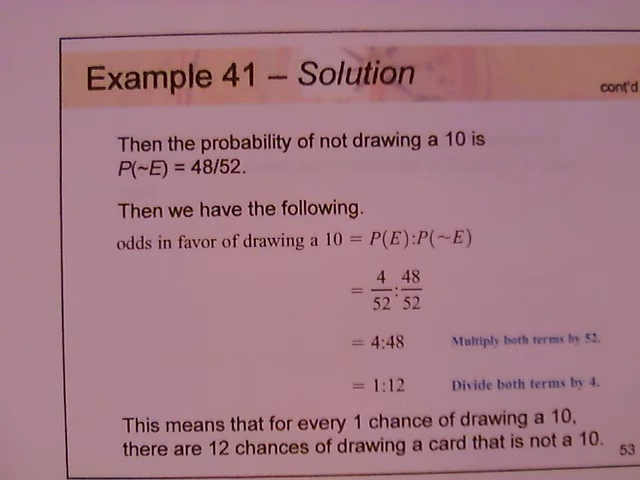 Example 41 – Solution
cont'd
Then the probability of not drawing a 10 is
P(~E) = 48/52.
Then we have the following.
odds in favor of drawing a 10 = P(E):P(~E)
= 4/52 : 48/52
= 4:48 Multiply both terms by 52.
= 1:12 Divide both terms by 4.
This means that for every 1 chance of drawing a 10,
there are 12 chances of drawing a card that is not a 10.
53